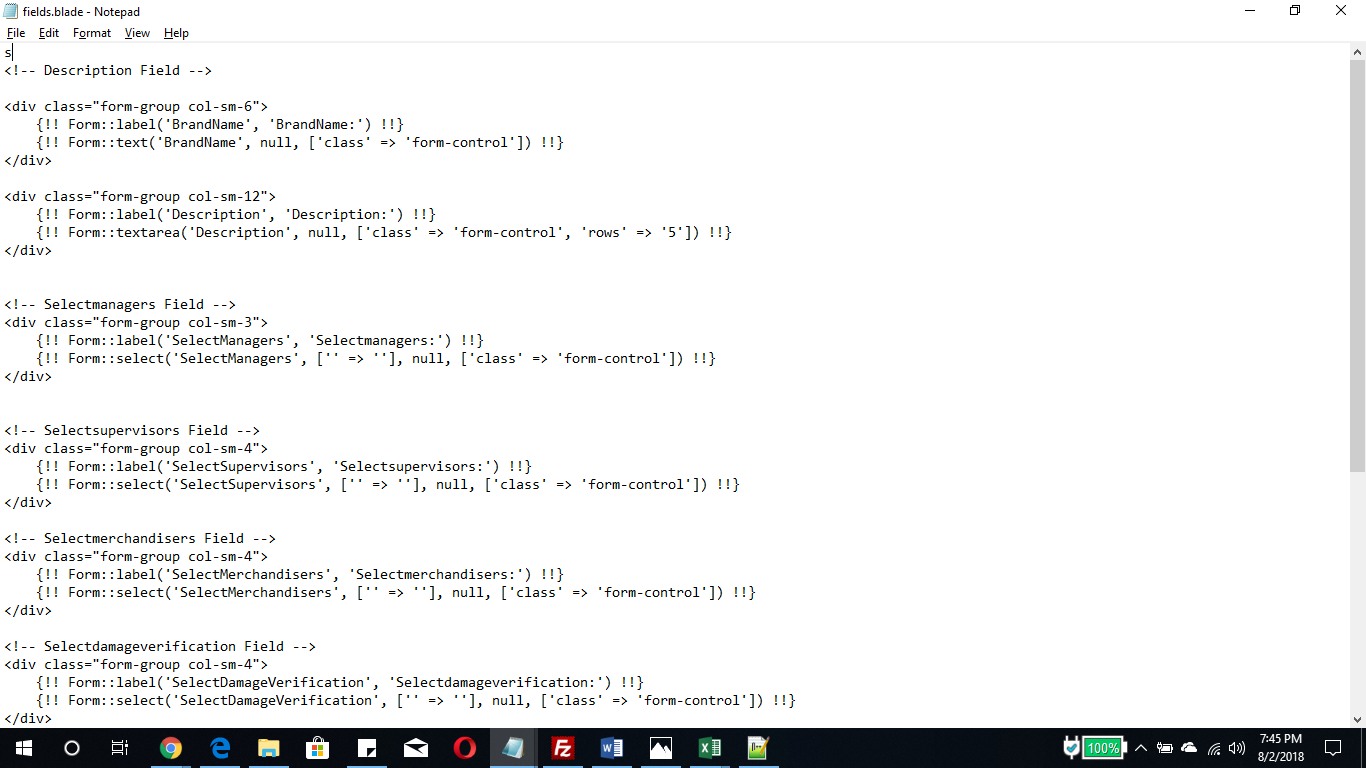 fields.blade - Notepad
File Edit Format View Help
s
<!-- Description Field -->
<div class="form-group col-sm-6">
{!! Form::label('BrandName', 'BrandName:') !!}
{!! Form::text('BrandName', null, ['class' => 'form-control']) !!}
</div>
<div class="form-group col-sm-12">
{!! Form::label('Description', 'Description:') !!}
{!! Form::textarea('Description', null, ['class' => 'form-control', 'rows' => '5']) !!}
</div>
<!-- Selectmanagers Field -->
<div class="form-group col-sm-3">
{!! Form::label('SelectManagers', 'Selectmanagers:') !!}
{!! Form::select('SelectManagers', ['' => ''], null, ['class' => 'form-control']) !!}
</div>
<!-- Selectsupervisors Field -->
<div class="form-group col-sm-4">
{!! Form::label('SelectSupervisors', 'Selectsupervisors:') !!}
{!! Form::select('SelectSupervisors', ['' => ''], null, ['class' => 'form-control']) !!}
</div>
<!-- Selectmerchandisers Field -->
<div class="form-group col-sm-4">
{!! Form::label('SelectMerchandisers', 'Selectmerchandisers:') !!}
{!! Form::select('SelectMerchandisers', ['' => ''], null, ['class' => 'form-control']) !!}
</div>
<!-- Selectdamageverification Field -->
<div class="form-group col-sm-4">
{!! Form::label('SelectDamageVerification', 'Selectdamageverification:') !!}
{!! Form::select('SelectDamageVerification', ['' => ''], null, ['class' => 'form-control']) !!}
</div>
100%
7:45 PM
8/2/2018